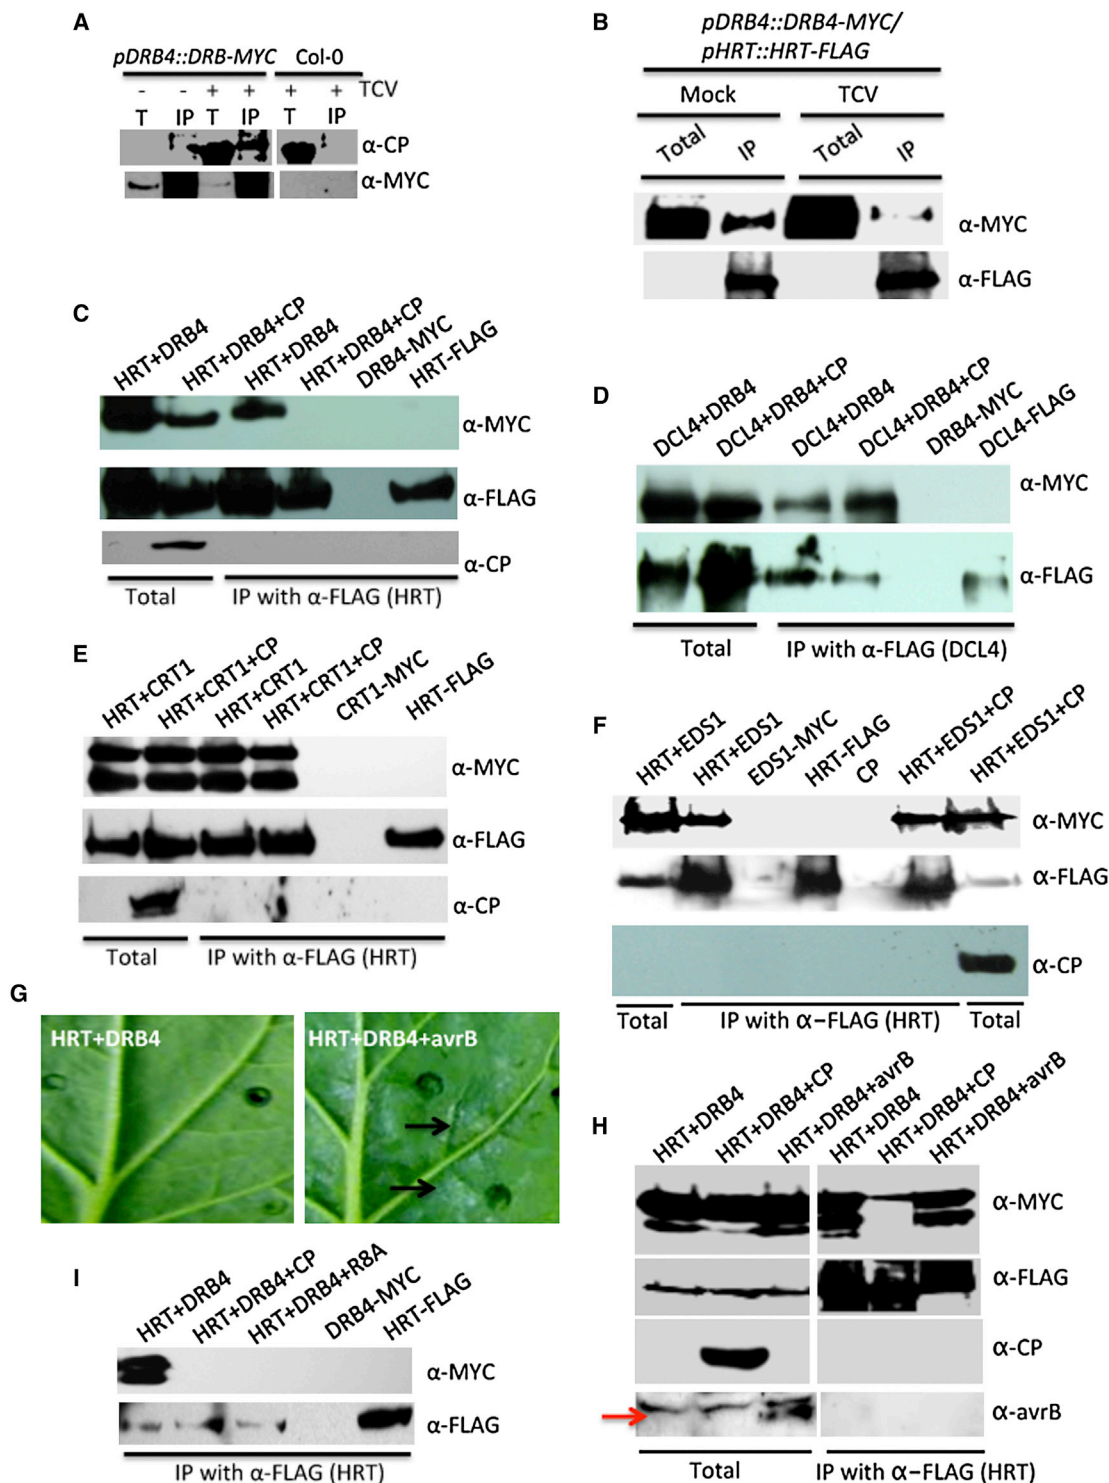 A
pDRB4::DRB-MYC Col-0
- - + + + + TCV
T IP T IP T IP
α-CP
α-MYC
B
pDRB4::DRB4-MYC/
pHRT::HRT-FLAG
Mock TCV
Total IP Total IP
α-MYC
α-FLAG
C
HRT+DRB4 HRT+DRB4+CP HRT+DRB4 HRT+DRB4+CP DRB4-MYC HRT-FLAG
α-MYC
α-FLAG
α-CP
Total IP with α-FLAG (HRT)
D
DCL4+DRB4 DCL4+DRB4+CP DCL4+DRB4 DCL4+DRB4+CP DRB4-MYC DCL4-FLAG
α-MYC
α-FLAG
Total IP with α-FLAG (DCL4)
E
HRT+CRT1 HRT+CRT1+CP HRT+CRT1 HRT+CRT1+CP CRT1-MYC HRT-FLAG
α-MYC
α-FLAG
α-CP
Total IP with α-FLAG (HRT)
F
HRT+EDS1 HRT+EDS1 EDS1-MYC HRT-FLAG CP HRT+EDS1+CP HRT+EDS1+CP
α-MYC
α-FLAG
α-CP
Total IP with α-FLAG (HRT) Total
G
HRT+DRB4 HRT+DRB4+avrB
H
HRT+DRB4 HRT+DRB4+CP HRT+DRB4+avrB HRT+DRB4 HRT+DRB4+CP HRT+DRB4+avrB
α-MYC
α-FLAG
α-CP
α-avrB
Total IP with α-FLAG (HRT)
I
HRT+DRB4 HRT+DRB4+CP HRT+DRB4+R8A DRB4-MYC HRT-FLAG
α-MYC
α-FLAG
IP with α-FLAG (HRT)